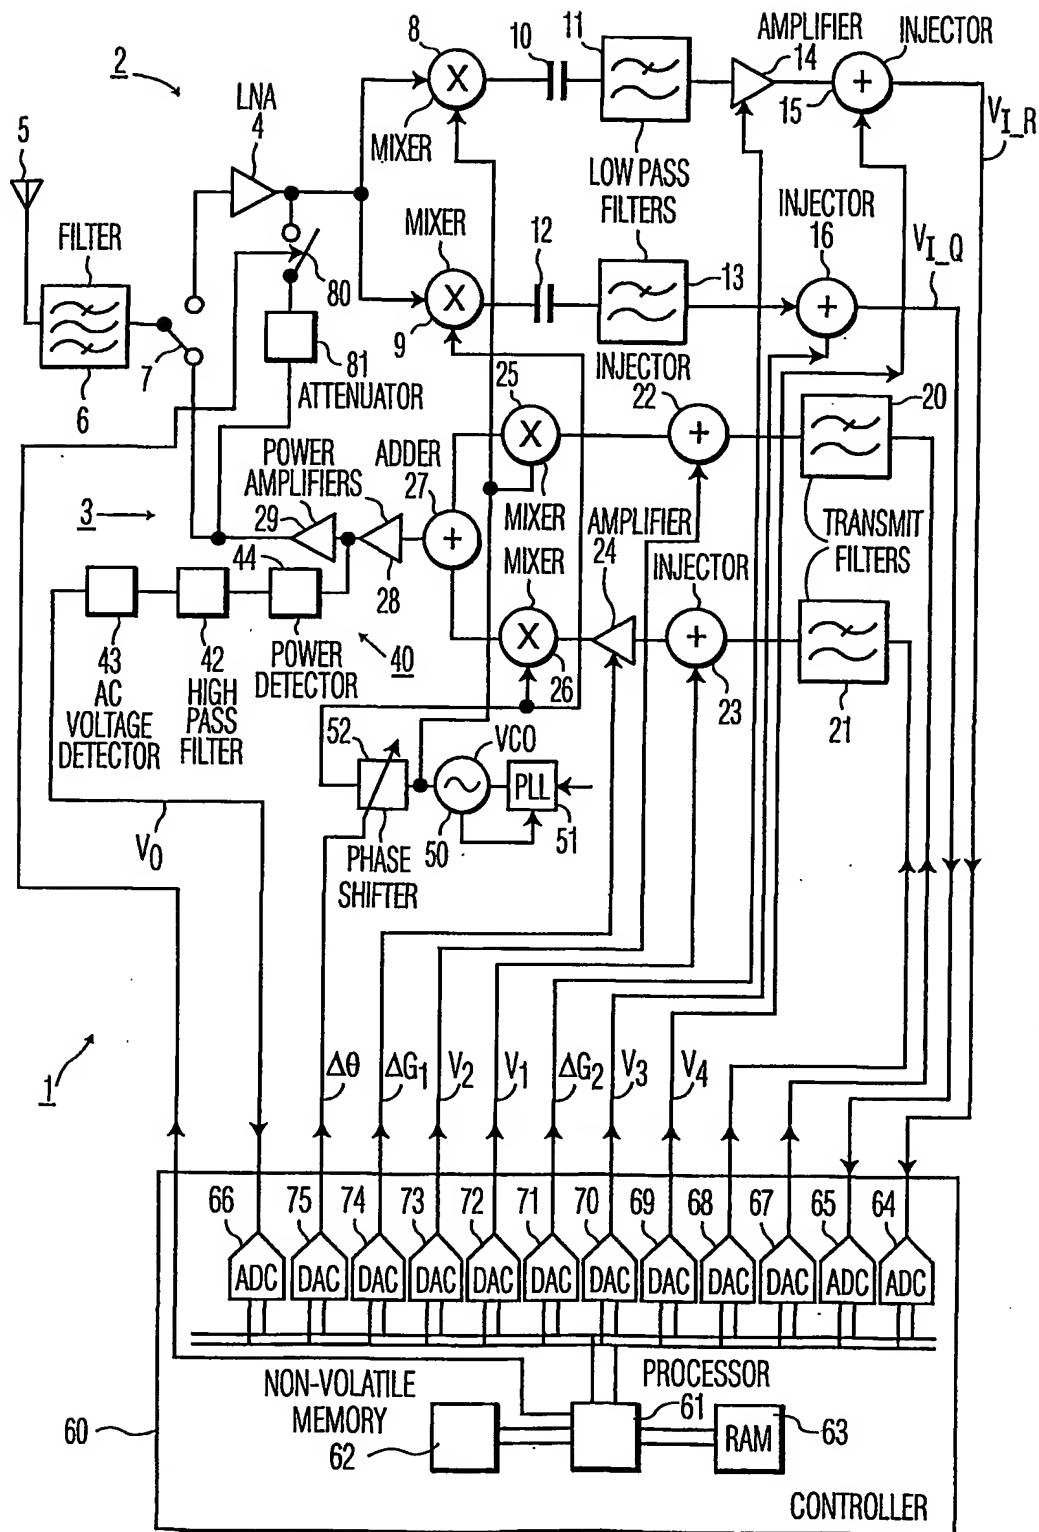 AMPLIFIER
INJECTOR
8
10
11
14
2
LNA
4
15
V_I_R
MIXER
5
LOW PASS
FILTERS
INJECTOR
16
V_I_Q
FILTER
MIXER
12
80
13
9
7
81
ATTENUATOR
6
25
INJECTOR
22
20
POWER
AMPLIFIERS
ADDER
27
MIXER
MIXER
AMPLIFIER
24
TRANSMIT
FILTERS
3
29
44
28
INJECTOR
43
AC
VOLTAGE
DETECTOR
42
HIGH
PASS
FILTER
POWER
DETECTOR
40
26
23
21
52
VCO
PLL
50
51
V0
PHASE
SHIFTER
1
Δθ
ΔG1
V2
V1
ΔG2
V3
V4
66
75
74
73
72
71
70
69
68
67
65
64
ADC
DAC
DAC
DAC
DAC
DAC
DAC
DAC
DAC
DAC
ADC
ADC
NON-VOLATILE
MEMORY
PROCESSOR
60
62
61
RAM
63
CONTROLLER